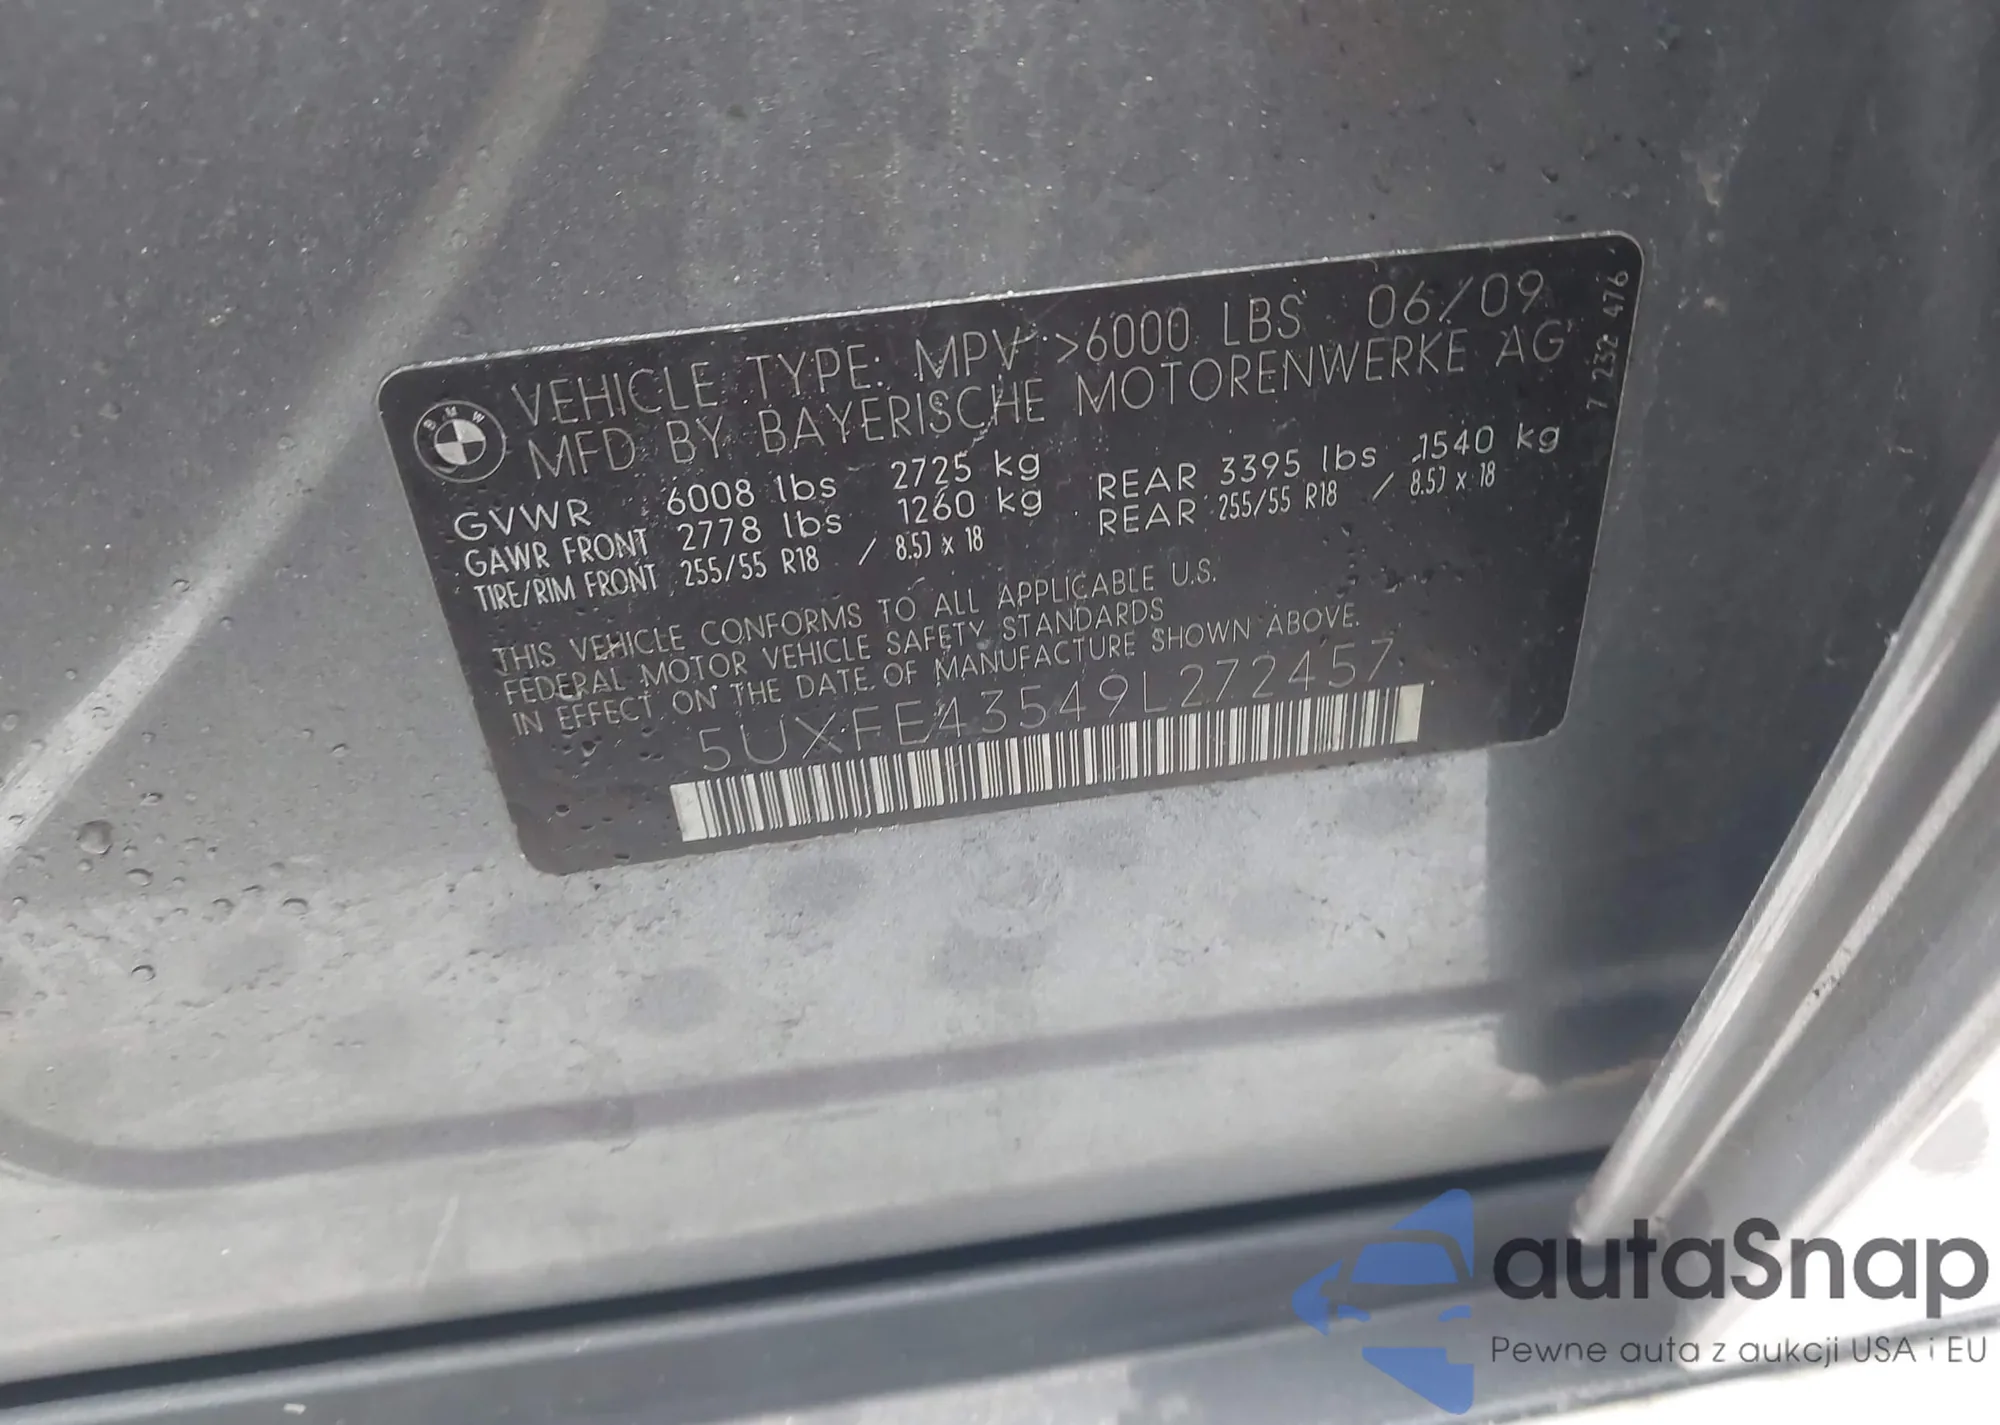 VEHICLE TYPE: MPV >6000 LBS 06/09
MFD BY BAYERISCHE MOTORENWERKE AG
7 232 476
BMW
GVWR 6008 lbs 2725 kg
GAWR FRONT 2778 lbs 1260 kg REAR 3395 lbs 1540 kg
TIRE/RIM FRONT 255/55 R18 / 8.5J x 18 REAR 255/55 R18 / 8.5J x 18
THIS VEHICLE CONFORMS TO ALL APPLICABLE U.S.
FEDERAL MOTOR VEHICLE SAFETY STANDARDS
IN EFFECT ON THE DATE OF MANUFACTURE SHOWN ABOVE.
5UXFE43549L272457
autaSnap
Pewne auta z aukcji USA i EU